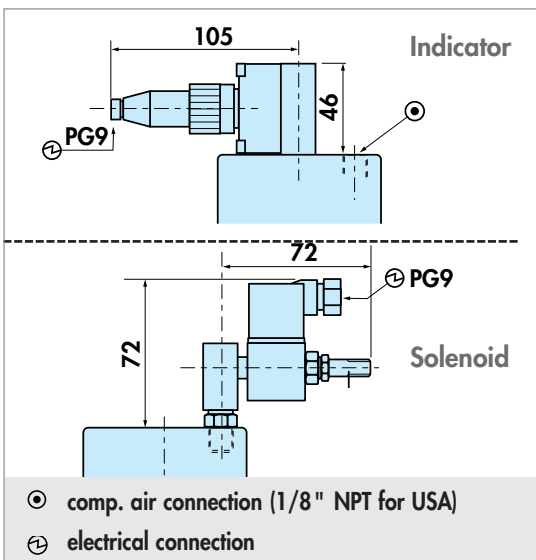 105
Indicator
46
PG9
72
PG9
72
Solenoid
comp. air connection (1/8" NPT for USA)
electrical connection